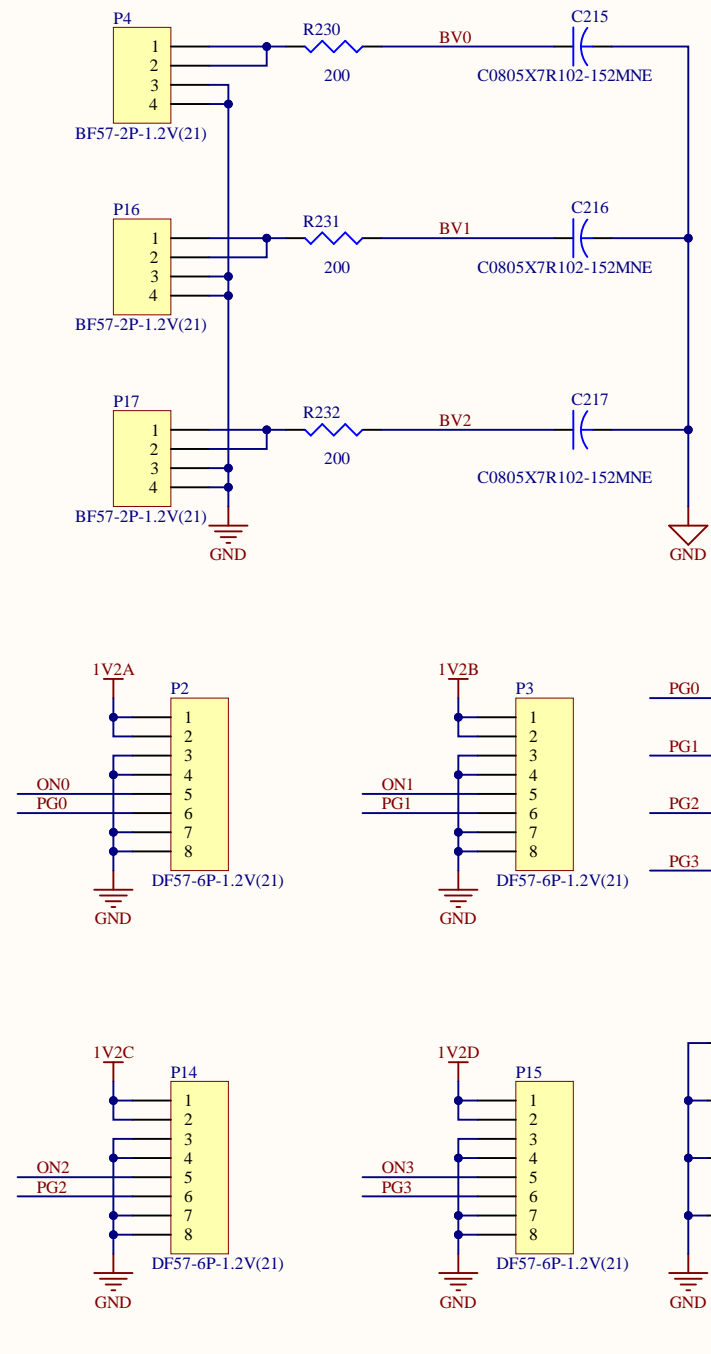 P4
1
2
3
4
BF57-2P-1.2V(21)
R230
200
BV0
C215
C0805X7R102-152MNE
P16
1
2
3
4
BF57-2P-1.2V(21)
R231
200
BV1
C216
C0805X7R102-152MNE
P17
1
2
3
4
BF57-2P-1.2V(21)
R232
200
BV2
C217
C0805X7R102-152MNE
GND
GND
1V2A
P2
1
2
3
4
5
6
7
8
ON0
PG0
DF57-6P-1.2V(21)
GND
1V2B
P3
1
2
3
4
5
6
7
8
ON1
PG1
DF57-6P-1.2V(21)
GND
PG0
PG1
PG2
PG3
1V2C
P14
1
2
3
4
5
6
7
8
ON2
PG2
DF57-6P-1.2V(21)
GND
1V2D
P15
1
2
3
4
5
6
7
8
ON3
PG3
DF57-6P-1.2V(21)
GND
GND